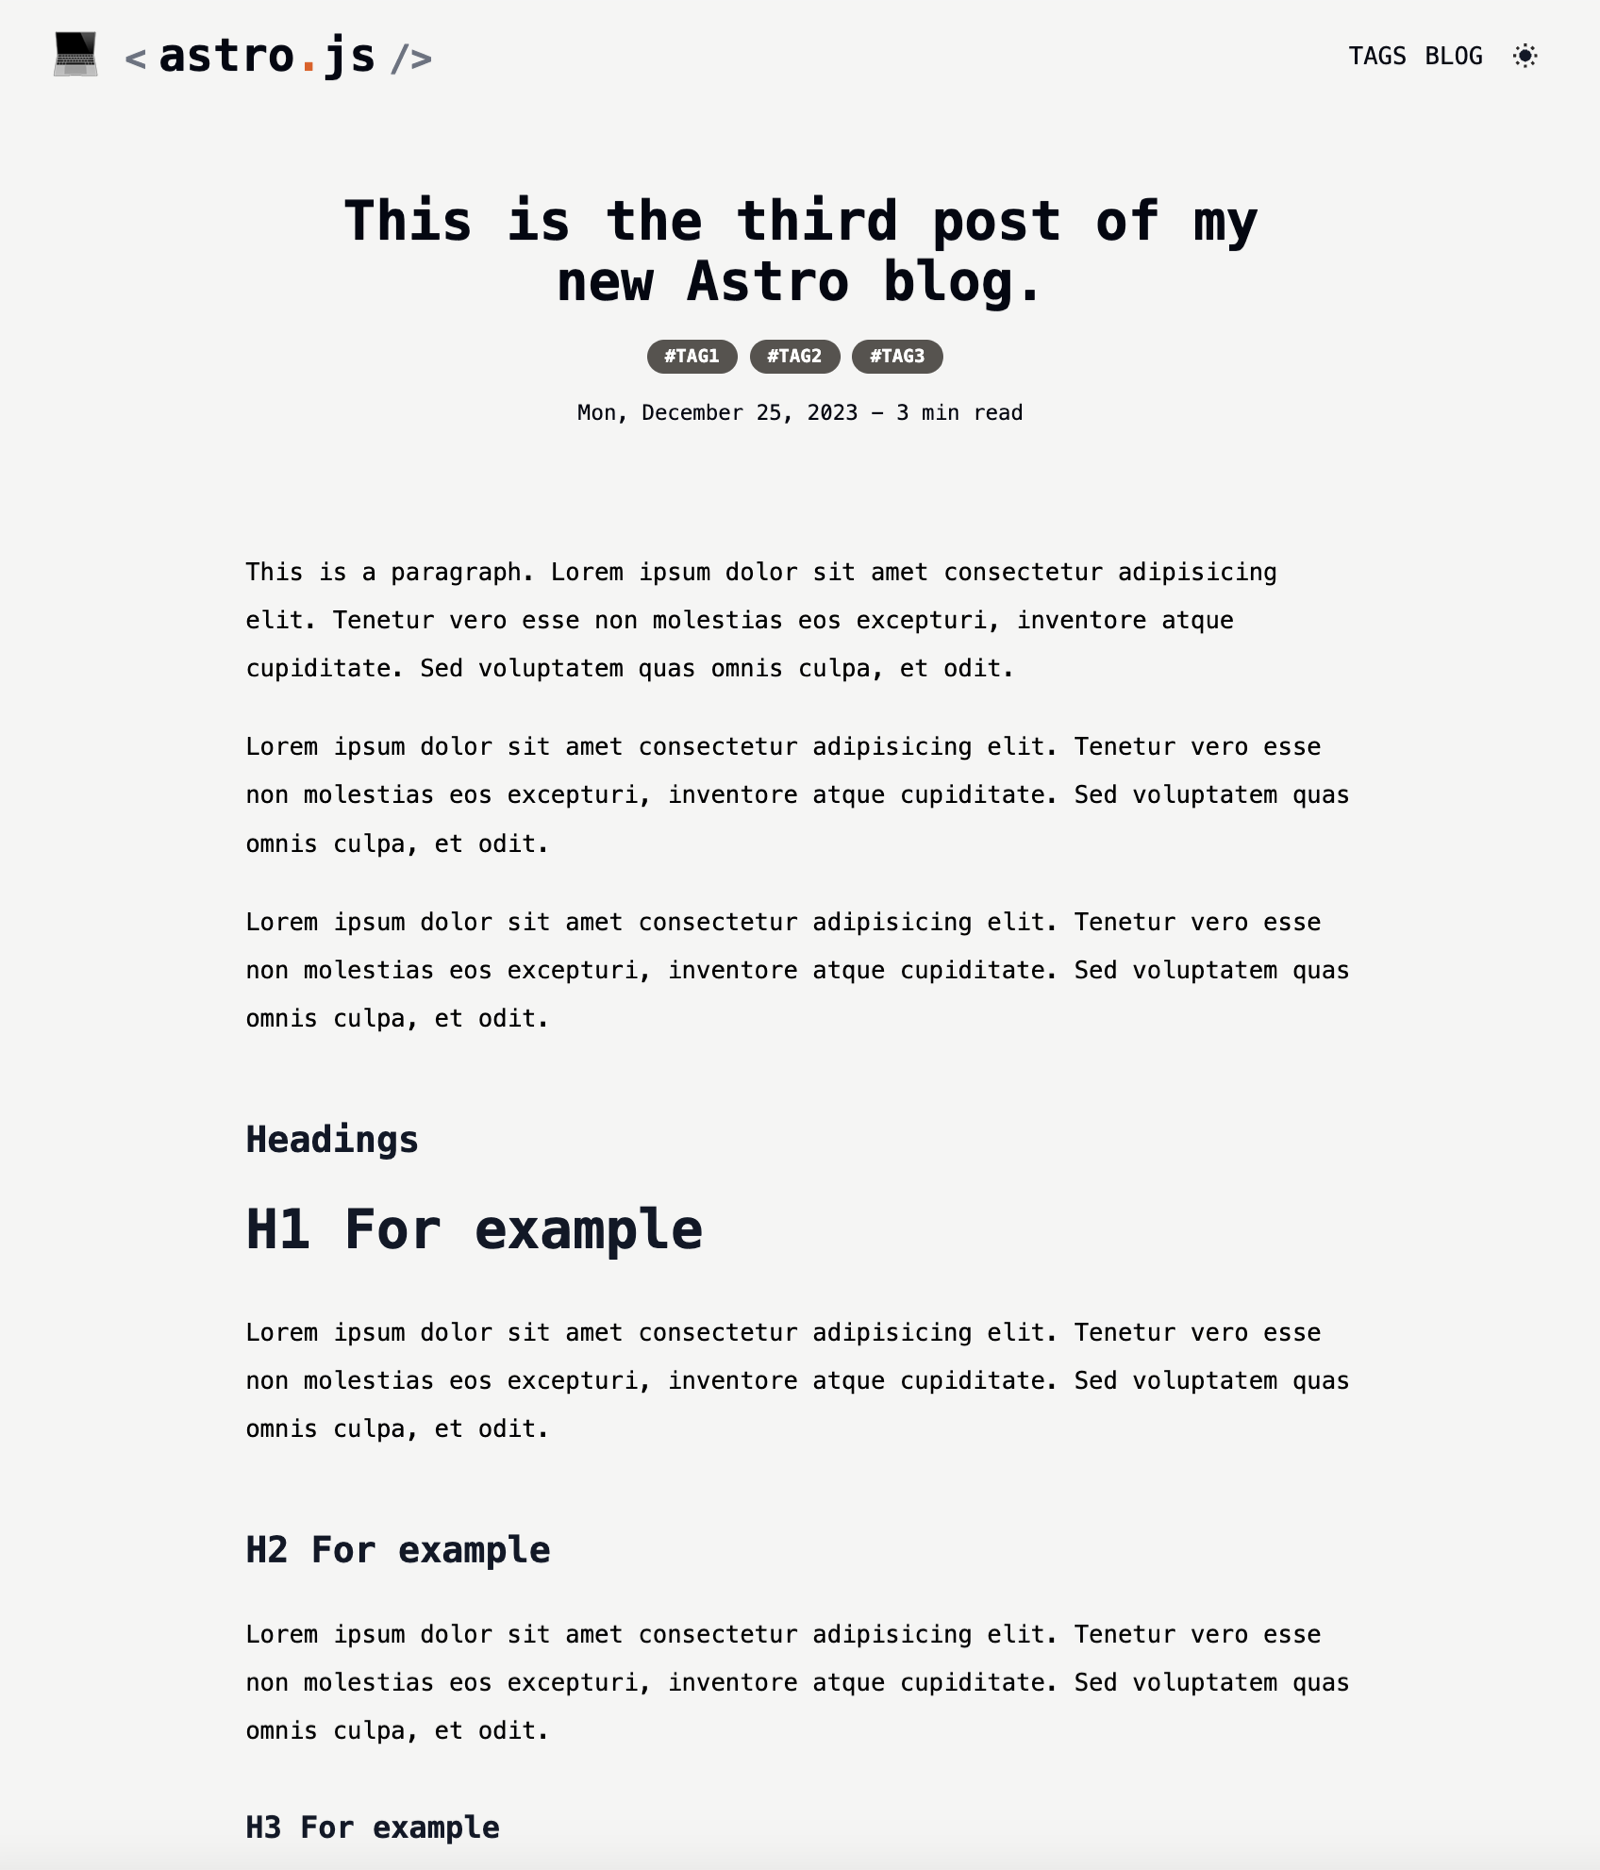 < astro.js />
TAGS BLOG
This is the third post of my
new Astro blog.
#TAG1 #TAG2 #TAG3
Mon, December 25, 2023 – 3 min read
This is a paragraph. Lorem ipsum dolor sit amet consectetur adipisicing
elit. Tenetur vero esse non molestias eos excepturi, inventore atque
cupiditate. Sed voluptatem quas omnis culpa, et odit.
Lorem ipsum dolor sit amet consectetur adipisicing elit. Tenetur vero esse
non molestias eos excepturi, inventore atque cupiditate. Sed voluptatem quas
omnis culpa, et odit.
Lorem ipsum dolor sit amet consectetur adipisicing elit. Tenetur vero esse
non molestias eos excepturi, inventore atque cupiditate. Sed voluptatem quas
omnis culpa, et odit.
Headings
H1 For example
Lorem ipsum dolor sit amet consectetur adipisicing elit. Tenetur vero esse
non molestias eos excepturi, inventore atque cupiditate. Sed voluptatem quas
omnis culpa, et odit.
H2 For example
Lorem ipsum dolor sit amet consectetur adipisicing elit. Tenetur vero esse
non molestias eos excepturi, inventore atque cupiditate. Sed voluptatem quas
omnis culpa, et odit.
H3 For example